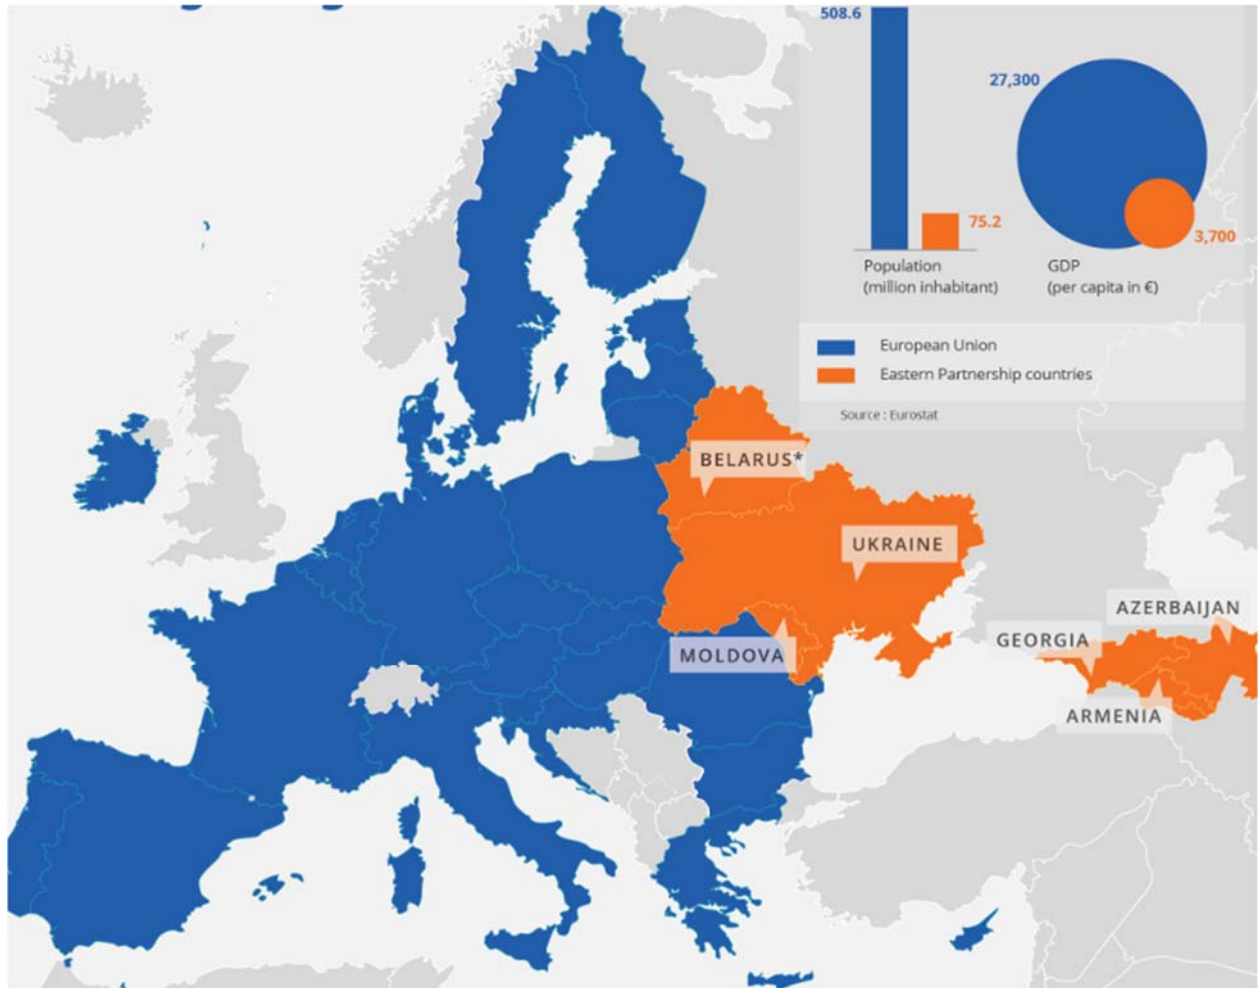 508.6
27,300
75.2
3,700
Population
(million inhabitant)
GDP
(per capita in €)
European Union
Eastern Partnership countries
Source : Eurostat
BELARUS*
UKRAINE
AZERBAIJAN
GEORGIA
MOLDOVA
ARMENIA